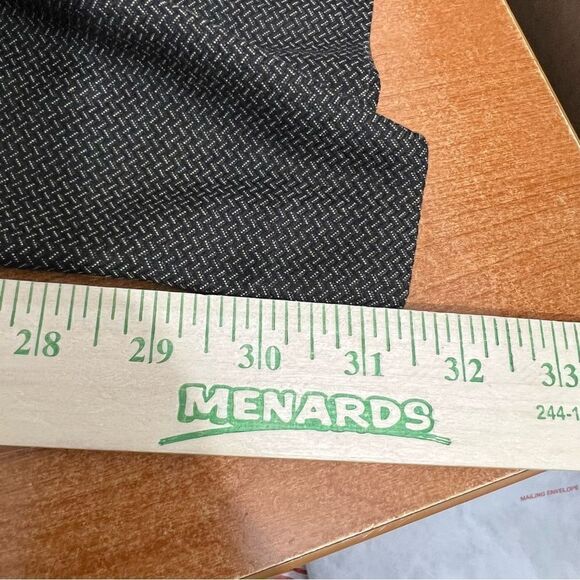 28 29 30 31 32 33
MENARDS
244-1
MAILING ENVELOPE